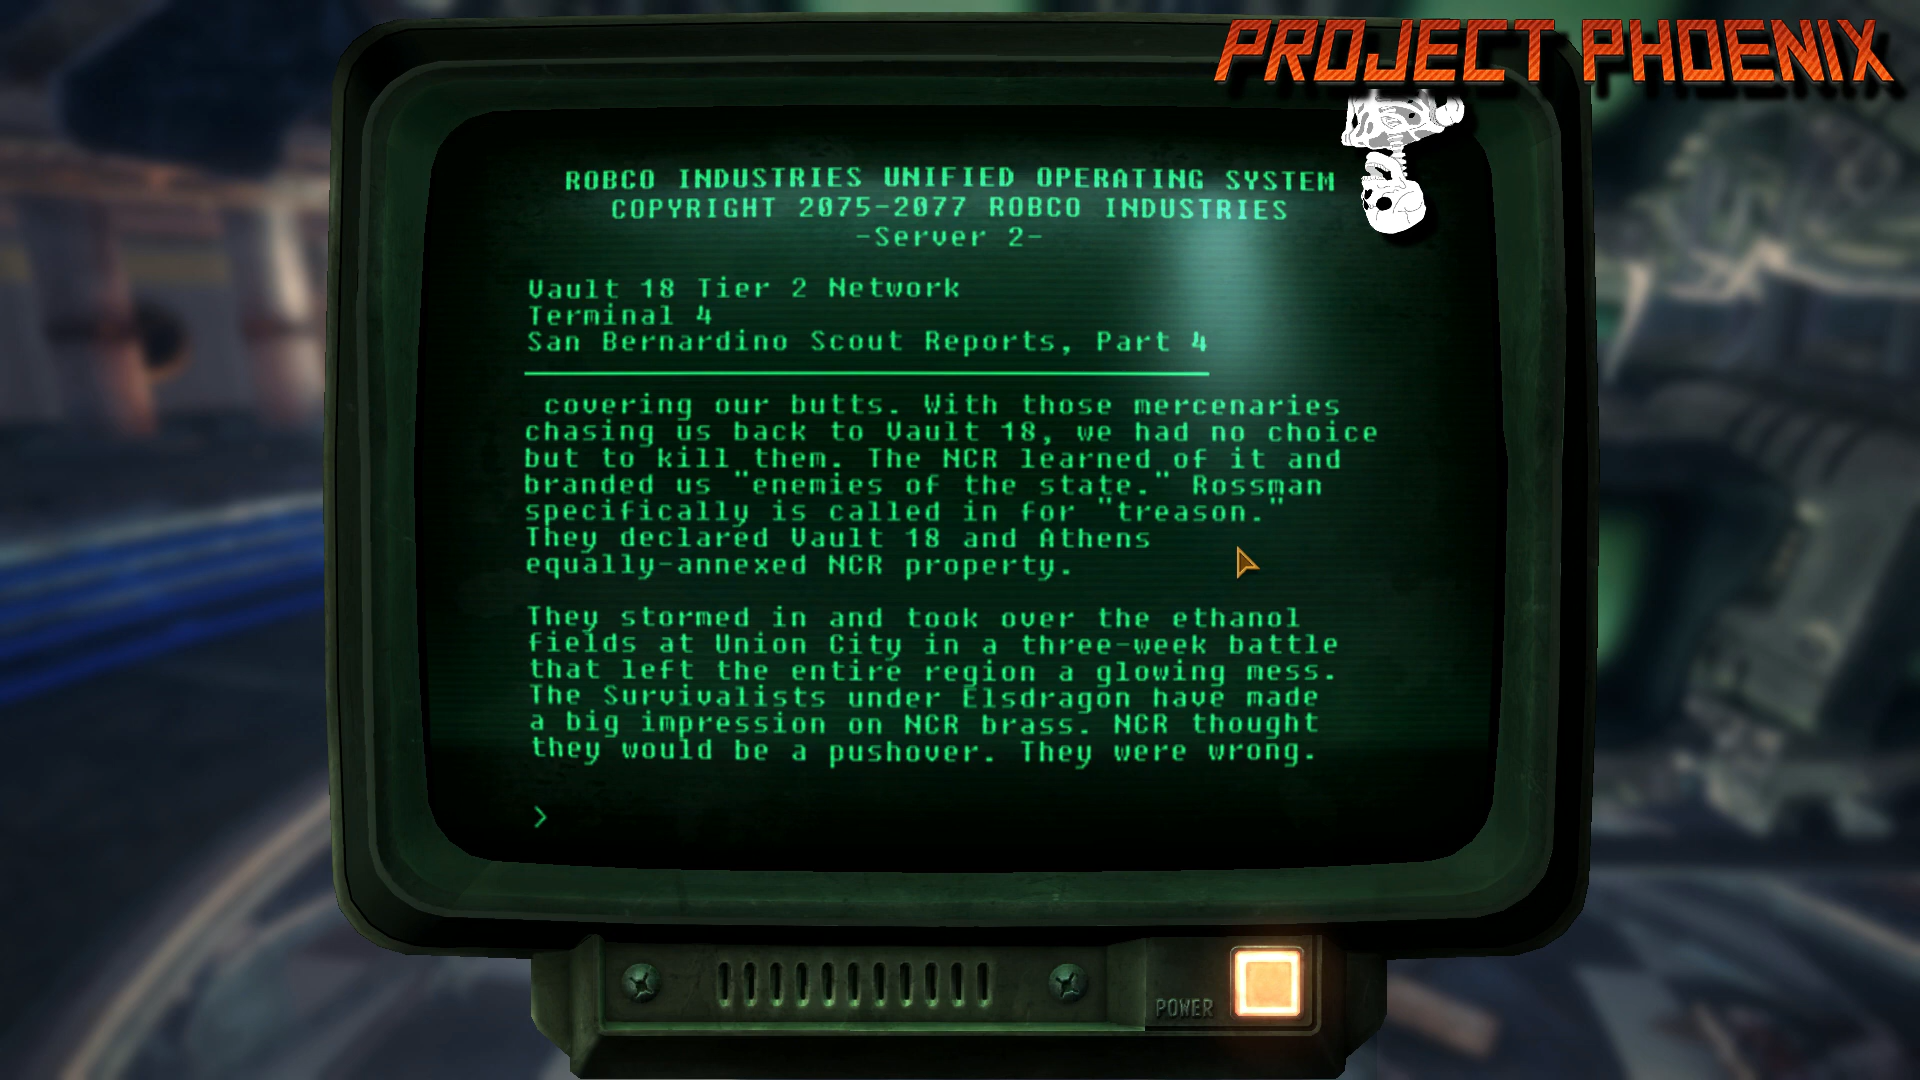 PROJECT PHOENIX
ROBCO INDUSTRIES UNIFIED OPERATING SYSTEM
COPYRIGHT 2075-2077 ROBCO INDUSTRIES
-Server 2-
Vault 18 Tier 2 Network
Terminal 4
San Bernardino Scout Reports, Part 4
covering our butts. With those mercenaries
chasing us back to Vault 18, we had no choice
but to kill them. The NCR learned of it and
branded us "enemies of the state." Rossman
specifically is called in for "treason."
They declared Vault 18 and Athens
equally-annexed NCR property.
They stormed in and took over the ethanol
fields at Union City in a three-week battle
that left the entire region a glowing mess.
The Survivalists under Elsdragon have made
a big impression on NCR brass. NCR thought
they would be a pushover. They were wrong.
>
POWER